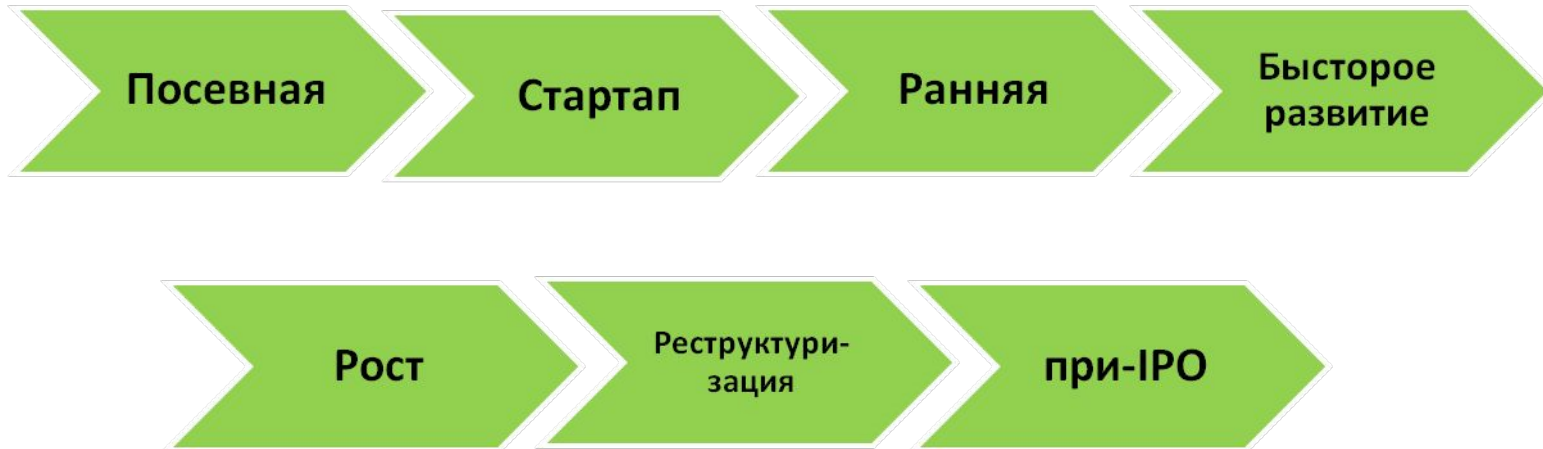 Посевная
Стартап
Ранняя
Бысторое
развитие
Рост
Реструктури-
зация
при-IPO